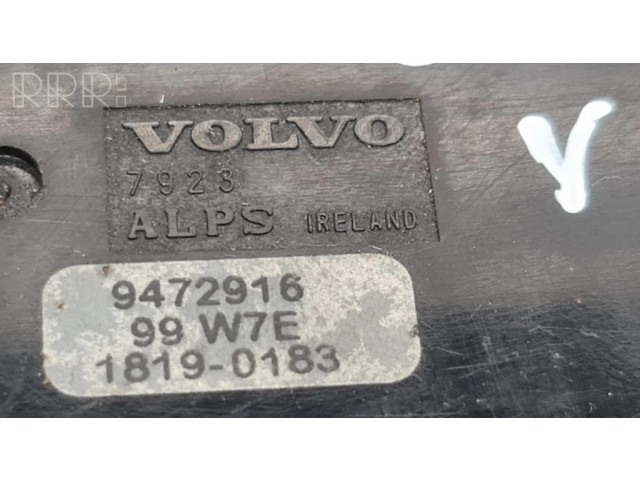 RRR
VOLVO
7923
ALPS IRELAND
9472916
99 W7E
1819-0183
V